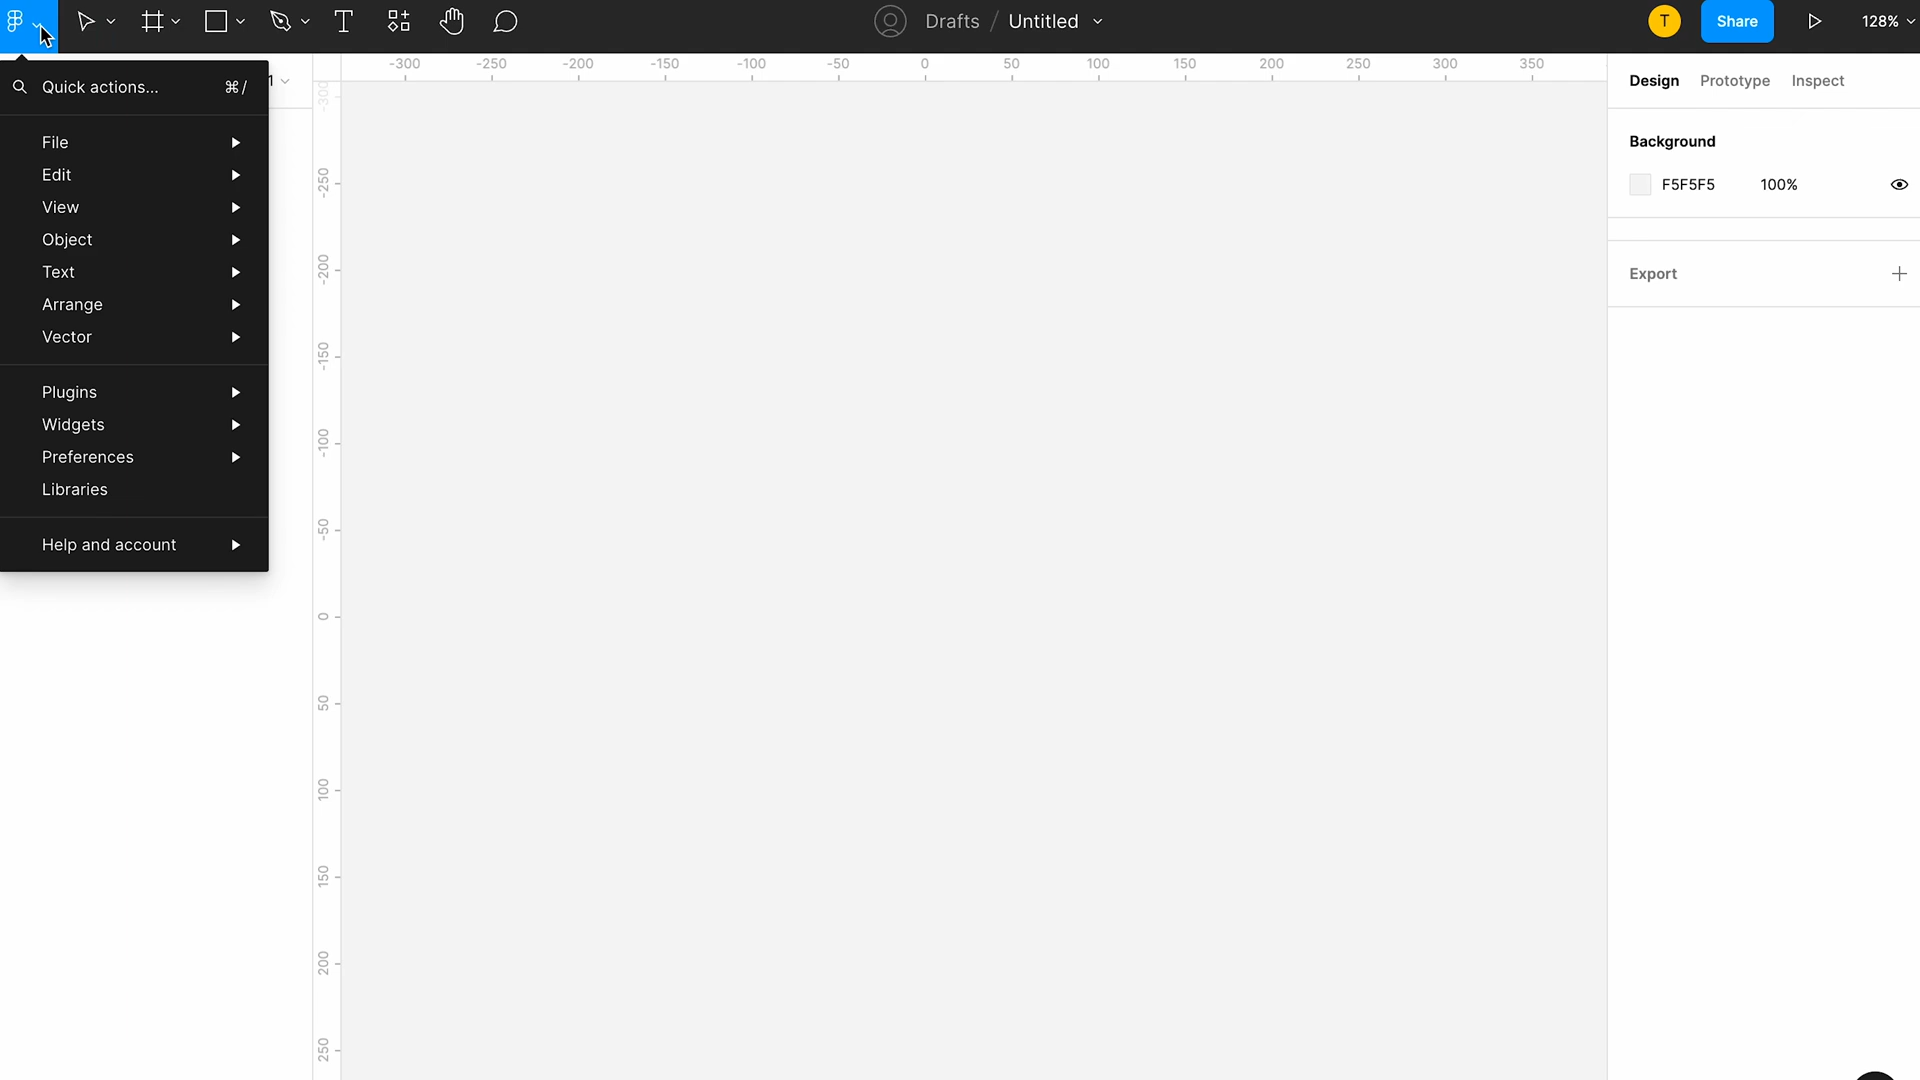 Drafts / Untitled
T
Share
128%
Quick actions... ⌘/
1
File
Edit
View
Object
Text
Arrange
Vector
Plugins
Widgets
Preferences
Libraries
Help and account
-300 -250 -200 -150 -100 -50 0 50 100 150 200 250 300 350
-300
-250
-200
-150
-100
-50
0
50
100
150
200
250
Design Prototype Inspect
Background
F5F5F5 100%
Export